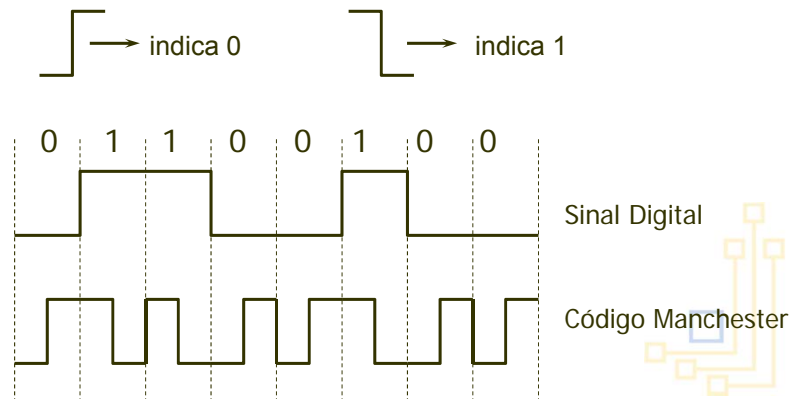 indica 0 indica 1
0 1 1 0 0 1 0 0
Sinal Digital
Código Manchester